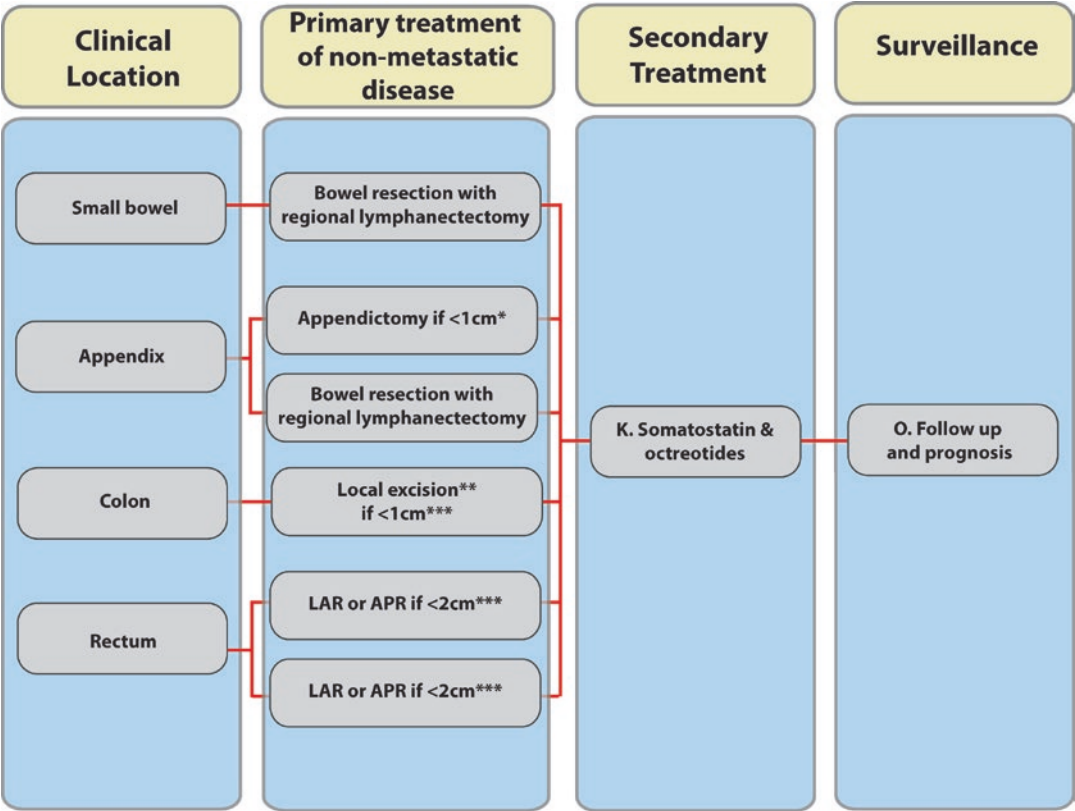 Clinical
Location
Primary treatment
of non-metastatic
disease
Secondary
Treatment
Surveillance
Small bowel
Bowel resection with
regional lymphanectectomy
Appendix
Appendictomy if <1cm*
Bowel resection with
regional lymphanectectomy
Colon
Local excision**
if <1cm***
Rectum
LAR or APR if <2cm***
LAR or APR if <2cm***
K. Somatostatin &
octreotides
O. Follow up
and prognosis